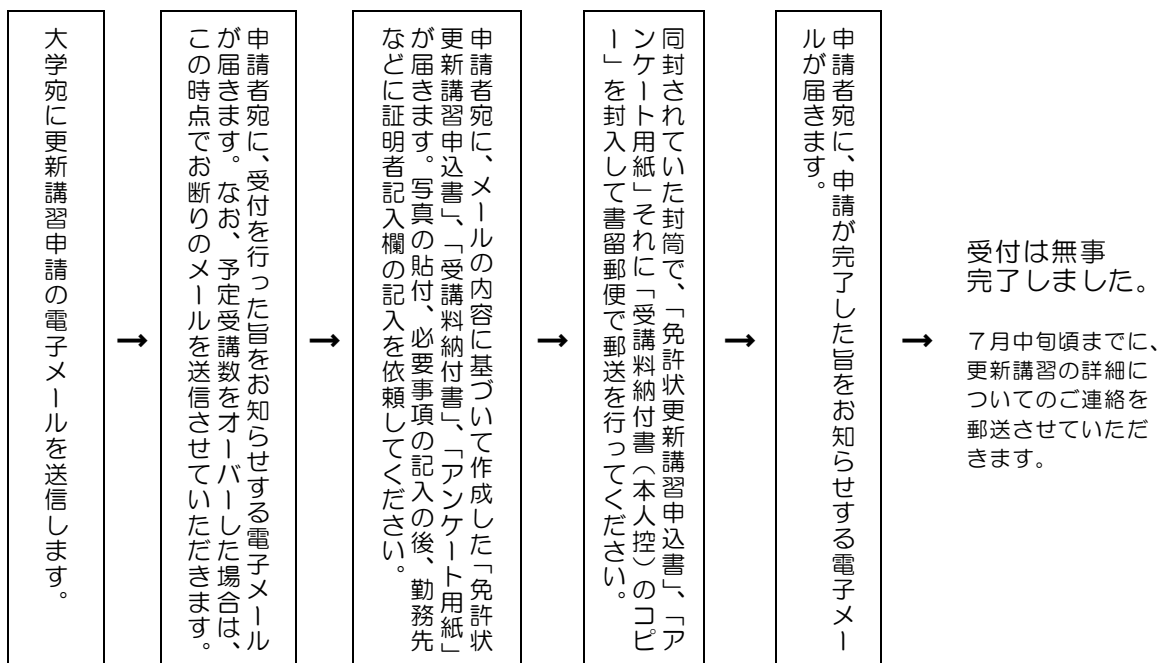 大学宛に更新講習申請の電子メールを送信します。
→
申請者宛に、受付を行った旨をお知らせする電子メール
が届きます。なお、予定受講数をオーバーした場合は、
この時点でお断りのメールを送信させていただきます。
→
申請者宛に、メールの内容に基づいて作成した「免許状
更新講習申込書」、「受講料納付書」、「アンケート用紙」
が届きます。写真の貼付、必要事項の記入の後、勤務先
などに証明者記入欄の記入を依頼してください。
→
同封されていた封筒で、「免許状更新講習申込書」、「ア
ンケート用紙」それに「受講料納付書（本人控）のコピ
ー」を封入して書留郵便で郵送を行ってください。
→
申請者宛に、申請が完了した旨をお知らせする電子メー
ルが届きます。
→
受付は無事
完了しました。
７月中旬頃までに、
更新講習の詳細に
ついてのご連絡を
郵送させていただ
きます。